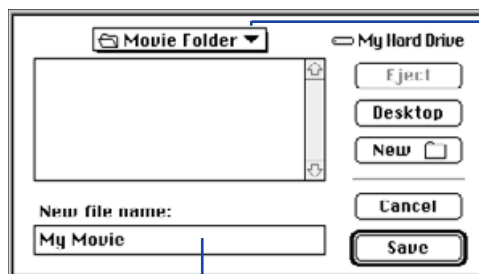 Movie Folder
My Hard Drive
Eject
Desktop
New
New file name:
Cancel
My Movie
Save